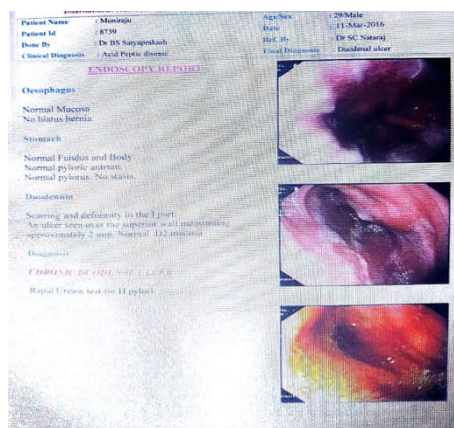 Patient Name : Muniraju
Age/Sex : 29/Male
Patient Id : 8739
Date : 11-Mar-2016
Done By : Dr BS Satyaprakash
Ref. By : Dr SC Nataraj
Clinical Diagnosis : Acid Peptic disease
Final Diagnosis : Duodenal ulcer
ENDOSCOPY REPORT
Oesophagus
Normal Mucosa
No hiatus hernia
Stomach
Normal Fundus and Body
Normal pyloric antrum.
Normal pylorus. No stasis.
Duodenum
Scarring and deformity in the I part.
An ulcer seen over the superior wall measuring
approximately 2 mm. Normal D2 mucosa
Diagnosis
CHRONIC DUODENAL ULCER
Rapid Urease test for H pylori